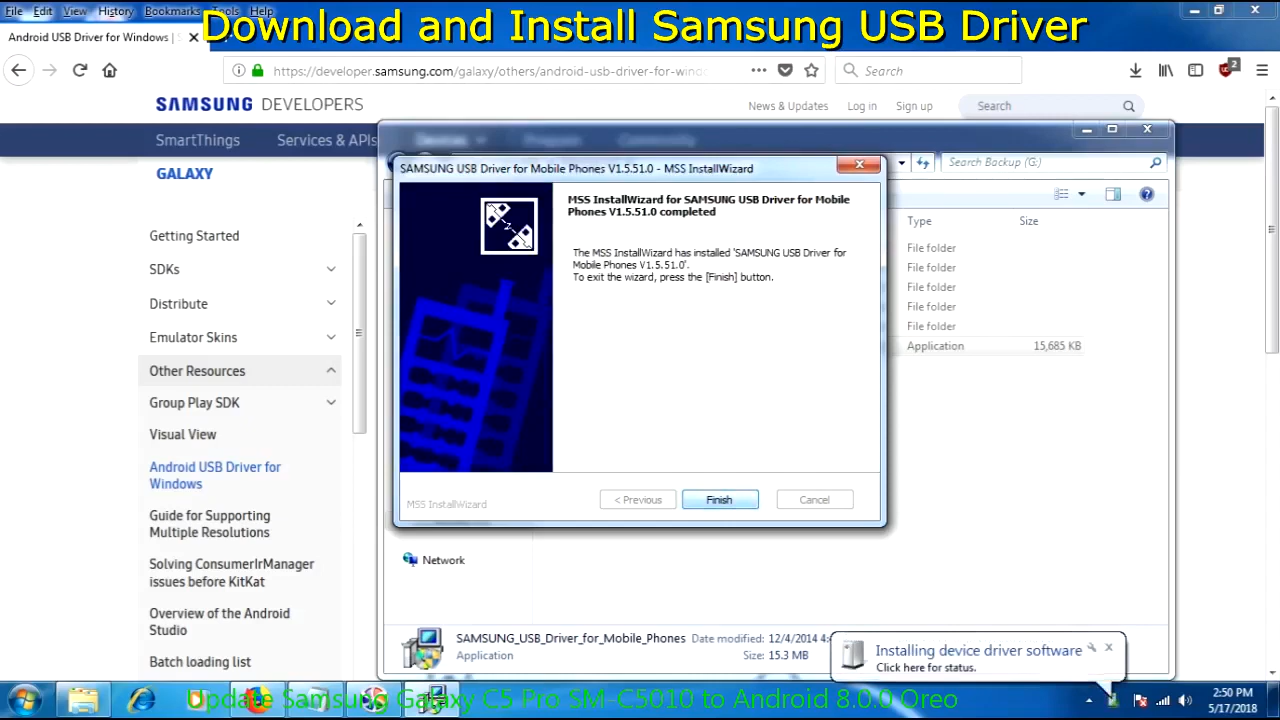 File Edit View History Bookmarks Tools Help
Download and Install Samsung USB Driver
Android USB Driver for Windows |
https://developer.samsung.com/galaxy/others/android-usb-driver-for-windo
Search
2
SAMSUNG DEVELOPERS
News & Updates Log in Sign up Search
SmartThings Services & APIs
GALAXY
Getting Started
SDKs
Distribute
Emulator Skins
Other Resources
Group Play SDK
Visual View
Android USB Driver for
Windows
Guide for Supporting
Multiple Resolutions
Solving ConsumerIrManager
issues before KitKat
Overview of the Android
Studio
Batch loading list
Search Backup (G:)
Type Size
File folder
File folder
File folder
File folder
File folder
Application 15,685 KB
SAMSUNG USB Driver for Mobile Phones V1.5.51.0 - MSS InstallWizard
MSS InstallWizard for SAMSUNG USB Driver for Mobile
Phones V1.5.51.0 completed
The MSS InstallWizard has installed 'SAMSUNG USB Driver for
Mobile Phones V1.5.51.0'.
To exit the wizard, press the [Finish] button.
MSS InstallWizard
< Previous Finish Cancel
Network
SAMSUNG_USB_Driver_for_Mobile_Phones Date modified: 12/4/2014
Application Size: 15.3 MB
Installing device driver software
Click here for status.
Update Samsung Galaxy C5 Pro SM-C5010 to Android 8.0.0 Oreo
2:50 PM
5/17/2018